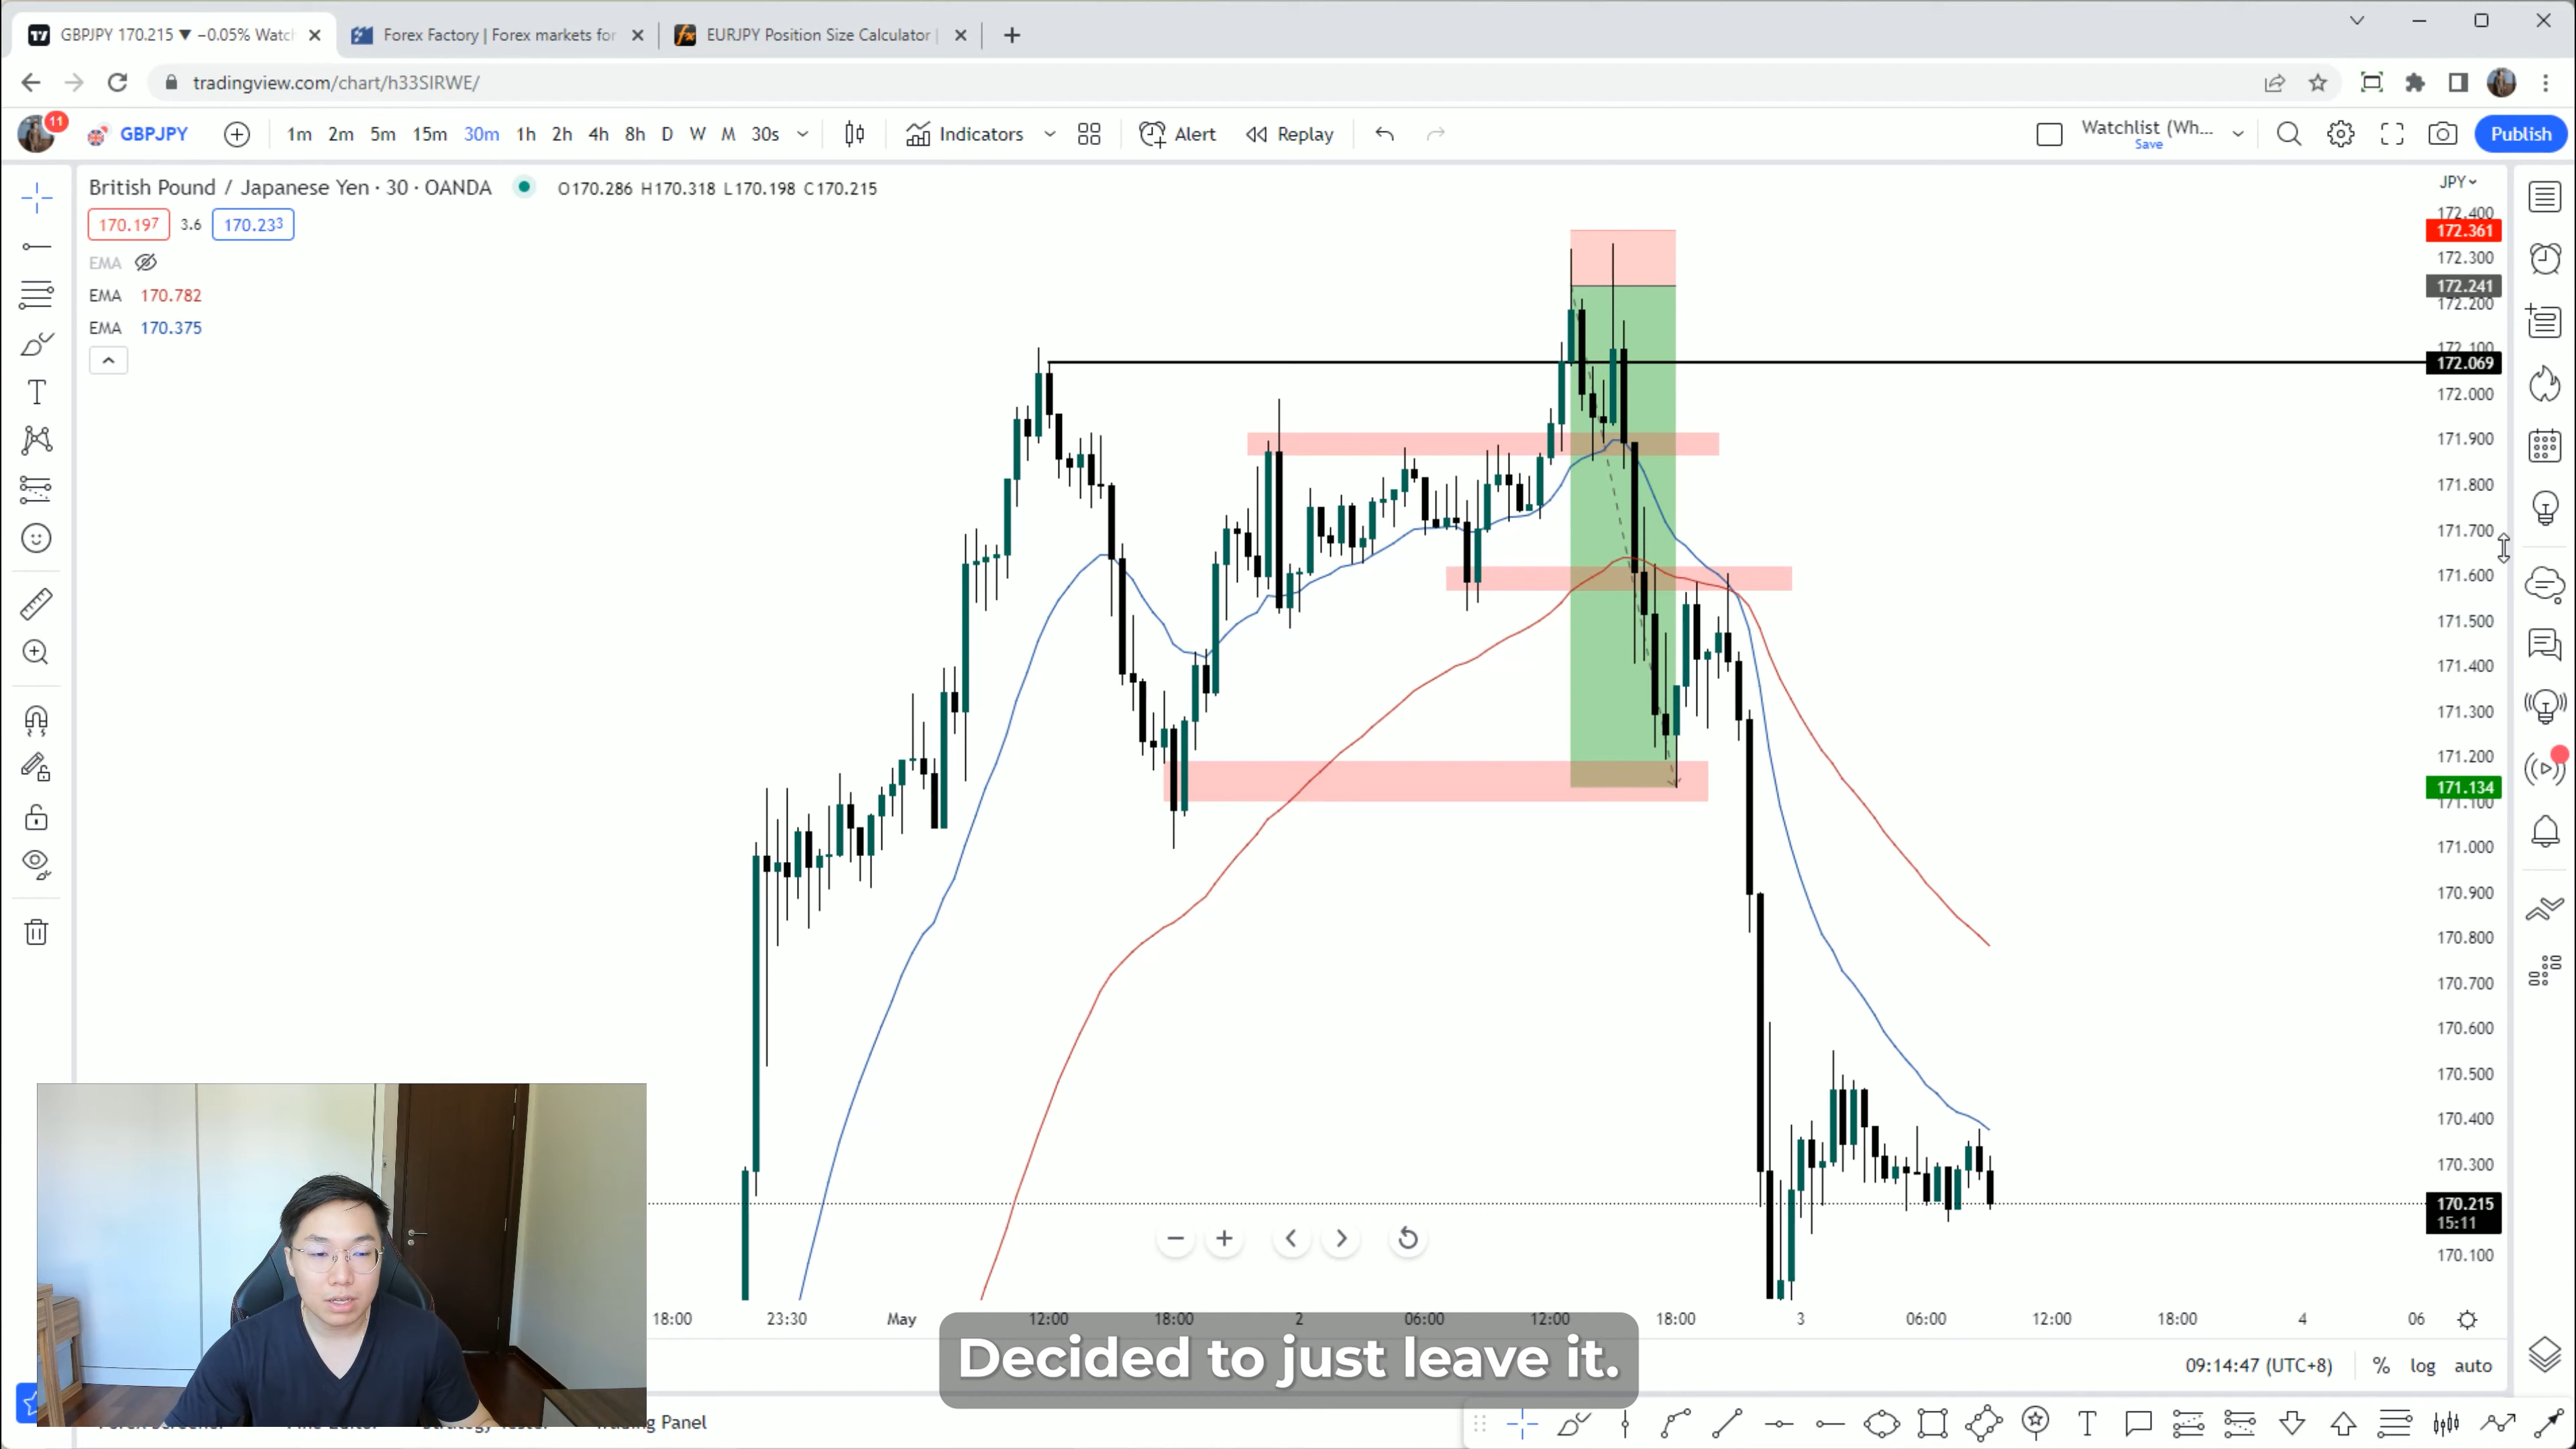 GBPJPY 170.215 ▼ −0.05% Watch
Forex Factory | Forex markets for
EURJPY Position Size Calculator |
tradingview.com/chart/h33SIRWE/
11
GBPJPY
1m 2m 5m 15m 30m 1h 2h 4h 8h D W M 30s
Indicators
Alert
Replay
Watchlist (Wh...
Save
Publish
British Pound / Japanese Yen · 30 · OANDA
O170.286 H170.318 L170.198 C170.215
170.197 3.6 170.233
EMA
EMA 170.782
EMA 170.375
JPY
172.400
172.361
172.300
172.241
172.200
172.100
172.069
172.000
171.900
171.800
171.700
171.600
171.500
171.400
171.300
171.200
171.134
171.100
171.000
170.900
170.800
170.700
170.600
170.500
170.400
170.300
170.215
15:11
170.100
18:00 23:30 May 12:00 18:00 2 06:00 12:00 18:00 3 06:00 12:00 18:00 4 06
Decided to just leave it.
09:14:47 (UTC+8) % log auto
g Panel